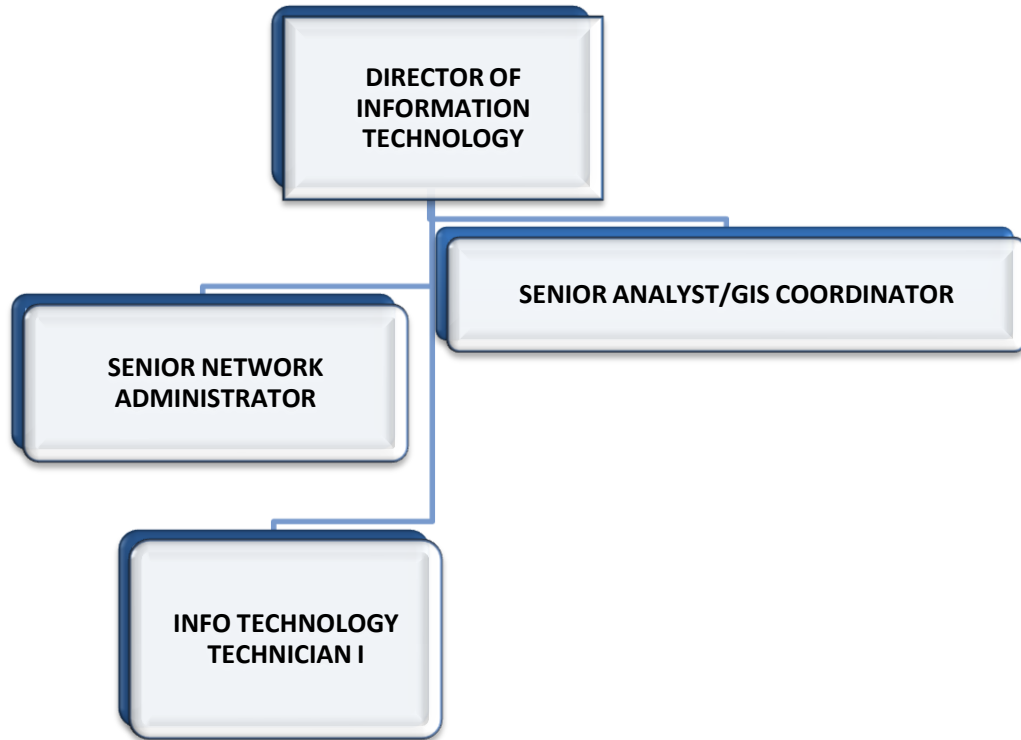 DIRECTOR OF
INFORMATION
TECHNOLOGY
SENIOR ANALYST/GIS COORDINATOR
SENIOR NETWORK
ADMINISTRATOR
INFO TECHNOLOGY
TECHNICIAN I